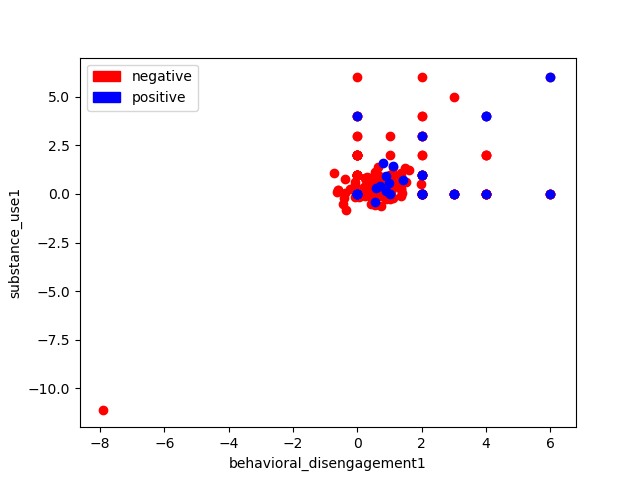 negative
positive
5.0
2.5
0.0
−2.5
−5.0
−7.5
−10.0
substance_use1
−8 −6 −4 −2 0 2 4 6
behavioral_disengagement1